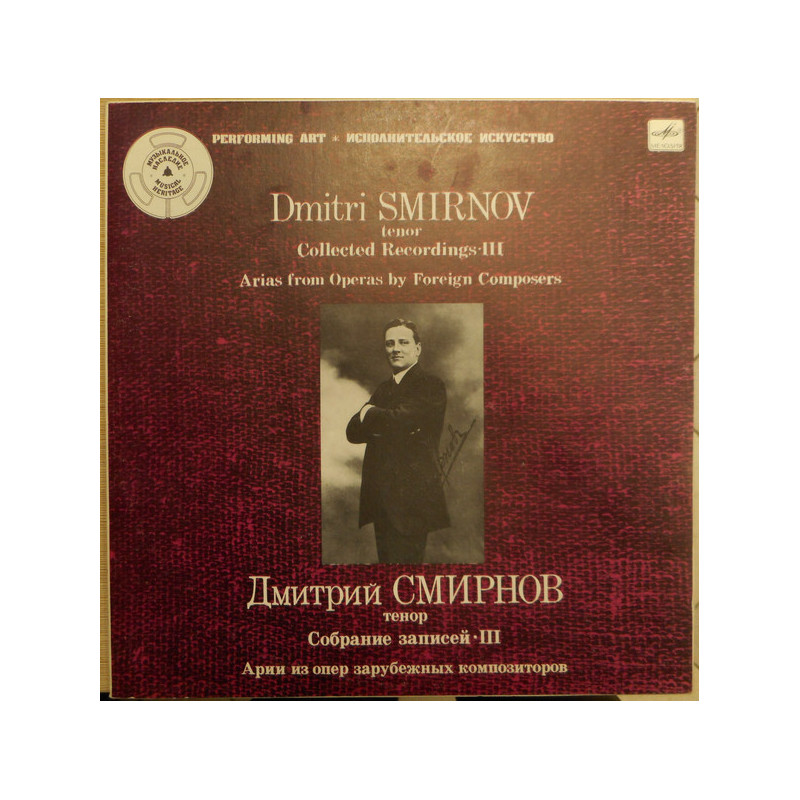 PERFORMING ART * ИСПОЛНИТЕЛЬСКОЕ ИСКУССТВО
МУЗЫКАЛЬНОЕ
НАСЛЕДИЕ
MUSICAL
HERITAGE
Dmitri SMIRNOV
tenor
Collected Recordings·III
Arias from Operas by Foreign Composers
Дмитрий СМИРНОВ
тенор
Собрание записей·III
Арии из опер зарубежных композиторов